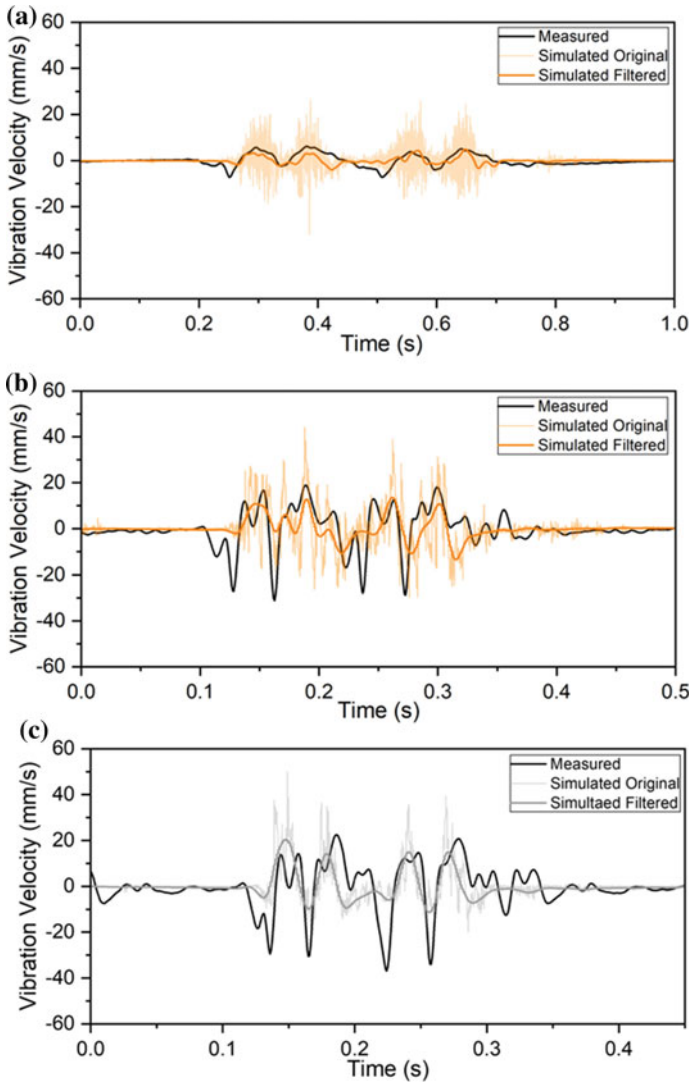 (a)
60
40
20
0
-20
-40
-60
Vibration Velocity (mm/s)
Measured
Simulated Original
Simulated Filtered
0.0 0.2 0.4 0.6 0.8 1.0
Time (s)
(b)
60
40
20
0
-20
-40
-60
Vibration Velocity (mm/s)
Measured
Simulated Original
Simulated Filtered
0.0 0.1 0.2 0.3 0.4 0.5
Time (s)
(c)
60
40
20
0
-20
-40
-60
Vibration Velocity (mm/s)
Measured
Simulated Original
Simultaed Filtered
0.0 0.1 0.2 0.3 0.4
Time (s)